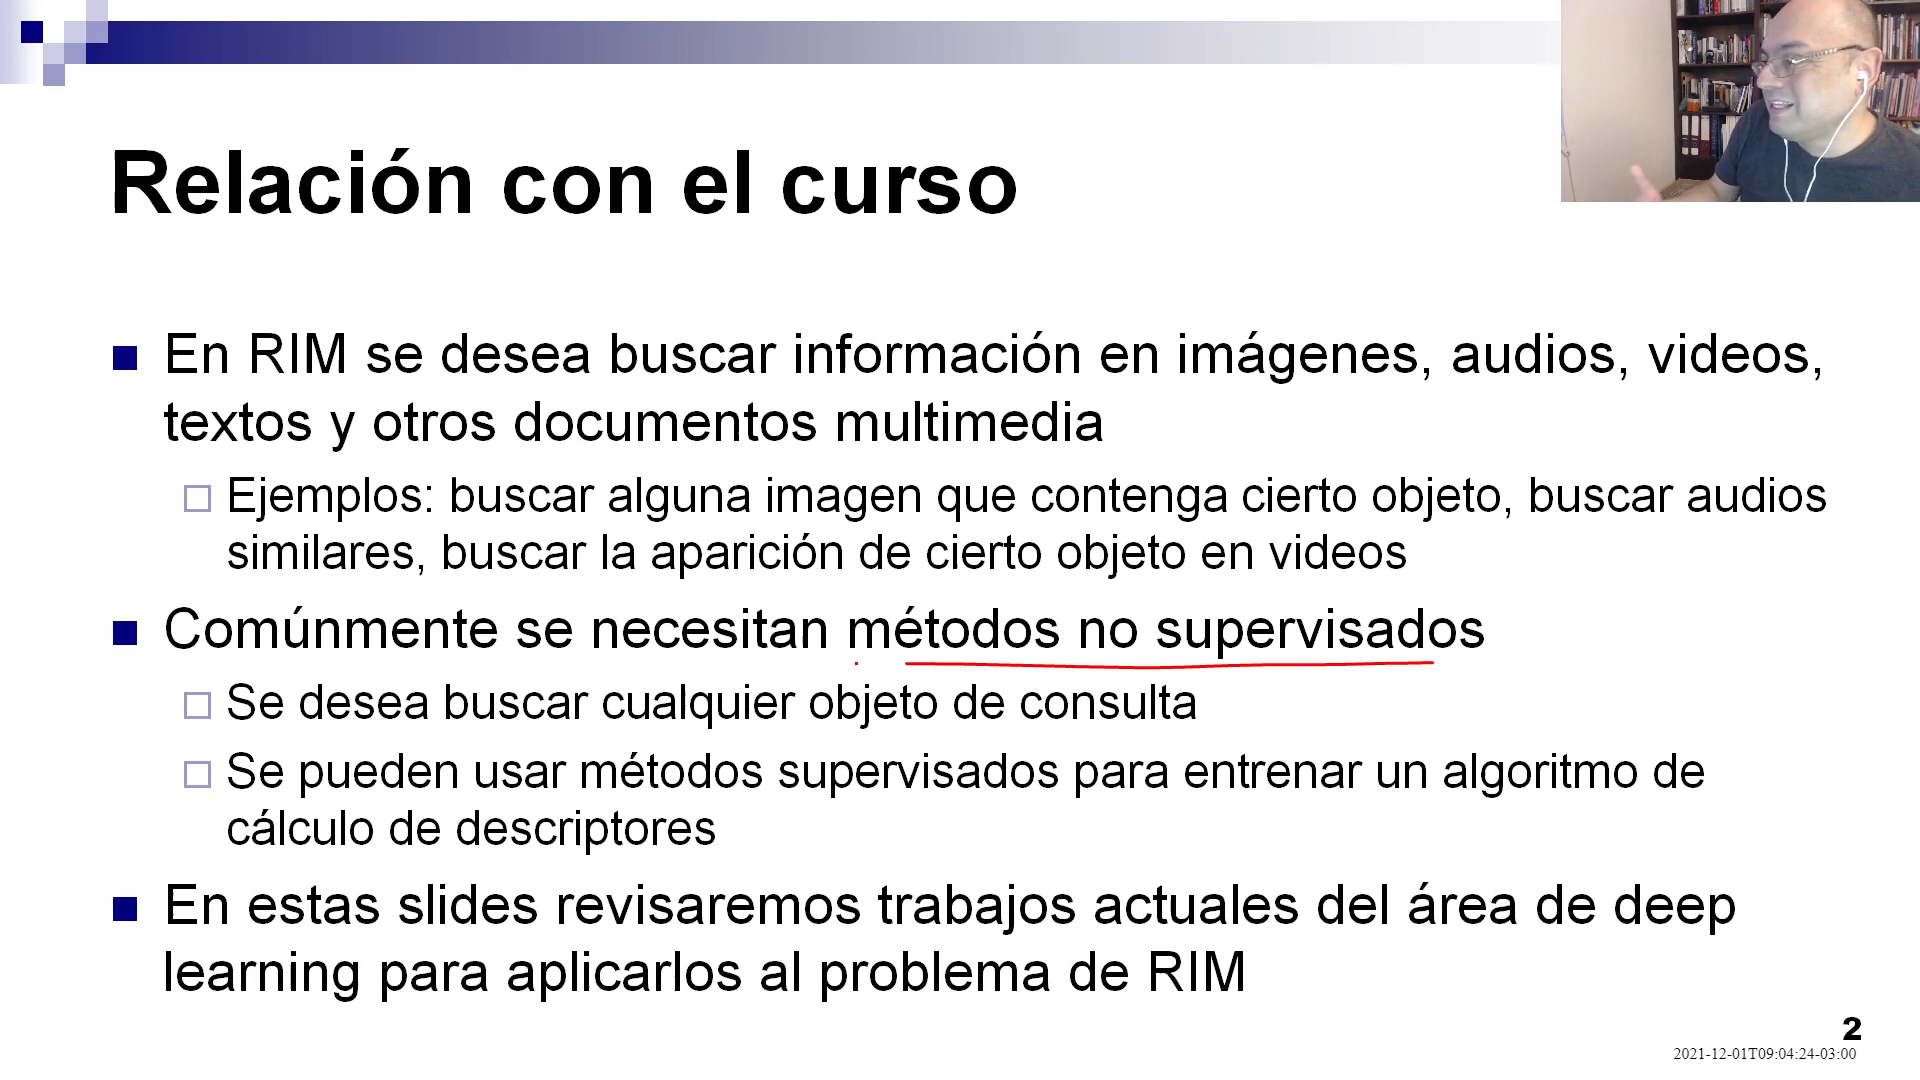 Relación con el curso
En RIM se desea buscar información en imágenes, audios, videos,
textos y otros documentos multimedia
Ejemplos: buscar alguna imagen que contenga cierto objeto, buscar audios
similares, buscar la aparición de cierto objeto en videos
Comúnmente se necesitan métodos no supervisados
Se desea buscar cualquier objeto de consulta
Se pueden usar métodos supervisados para entrenar un algoritmo de
cálculo de descriptores
En estas slides revisaremos trabajos actuales del área de deep
learning para aplicarlos al problema de RIM
2
2021-12-01T09:04:24-03:00